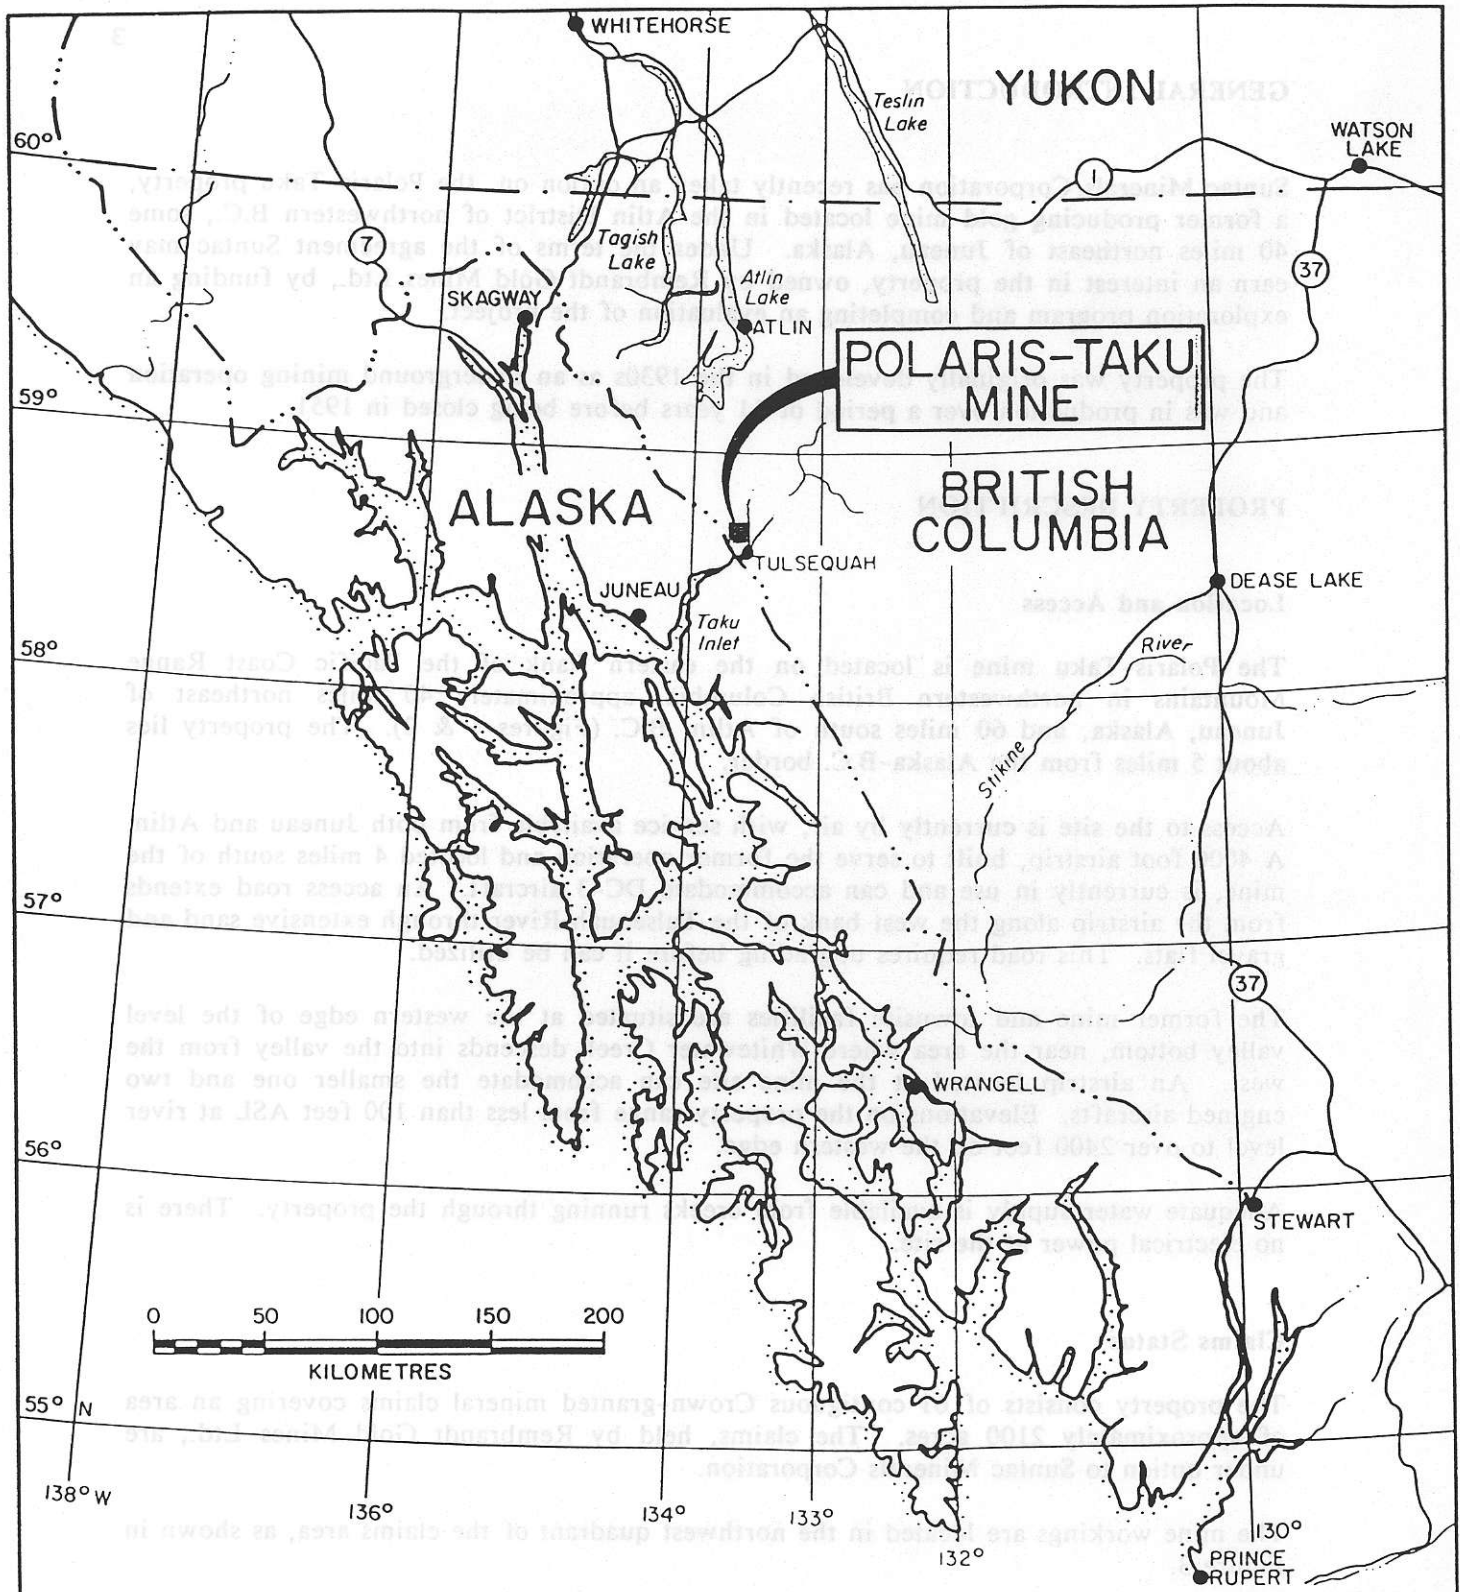 WHITEHORSE
YUKON
Teslin
Lake
WATSON
LAKE
60°
1
7
Tagish
Lake
37
Atlin
Lake
SKAGWAY
ATLIN
POLARIS-TAKU
MINE
59°
BRITISH
COLUMBIA
ALASKA
TULSEQUAH
DEASE LAKE
JUNEAU
Taku
Inlet
58°
River
Stikine
57°
37
WRANGELL
56°
STEWART
0 50 100 150 200
KILOMETRES
55° N
138° W
136°
134°
133°
132°
130°
PRINCE
RUPERT